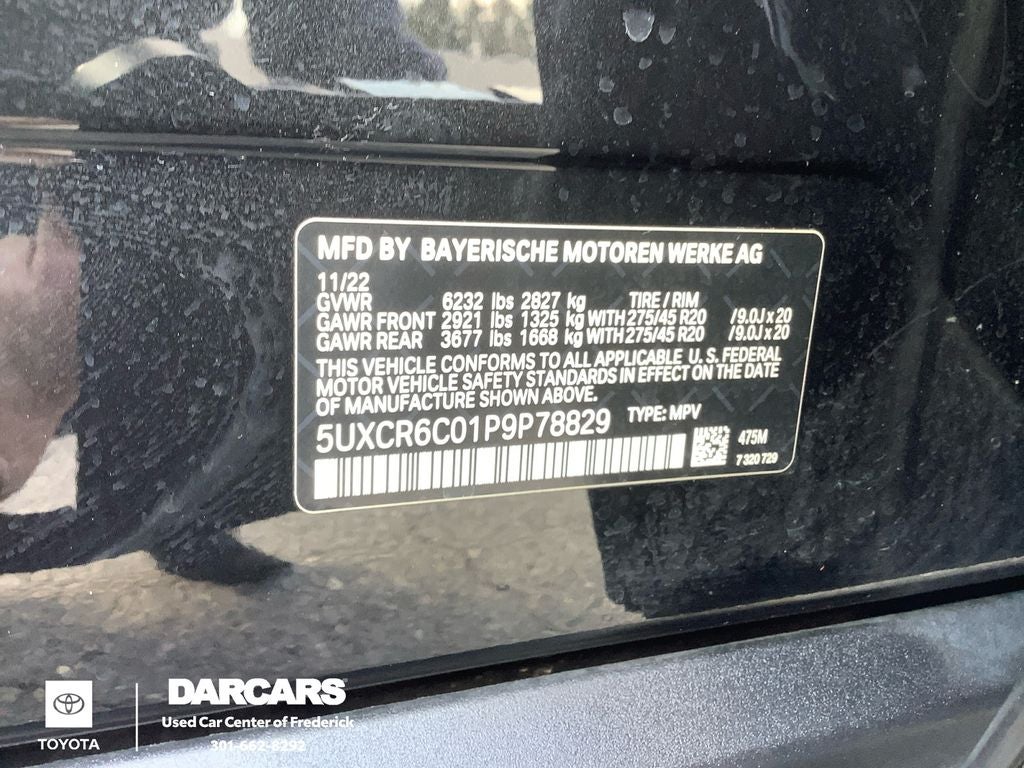 MFD BY BAYERISCHE MOTOREN WERKE AG
11/22
GVWR 6232 lbs 2827 kg TIRE / RIM
GAWR FRONT 2921 lbs 1325 kg WITH 275/45 R20 /9.0J x 20
GAWR REAR 3677 lbs 1668 kg WITH 275/45 R20 /9.0J x 20
THIS VEHICLE CONFORMS TO ALL APPLICABLE U.S. FEDERAL
MOTOR VEHICLE SAFETY STANDARDS IN EFFECT ON THE DATE
OF MANUFACTURE SHOWN ABOVE.
5UXCR6C01P9P78829 TYPE: MPV
475M
7 320 729
TOYOTA
DARCARS
Used Car Center of Frederick
301-662-8292